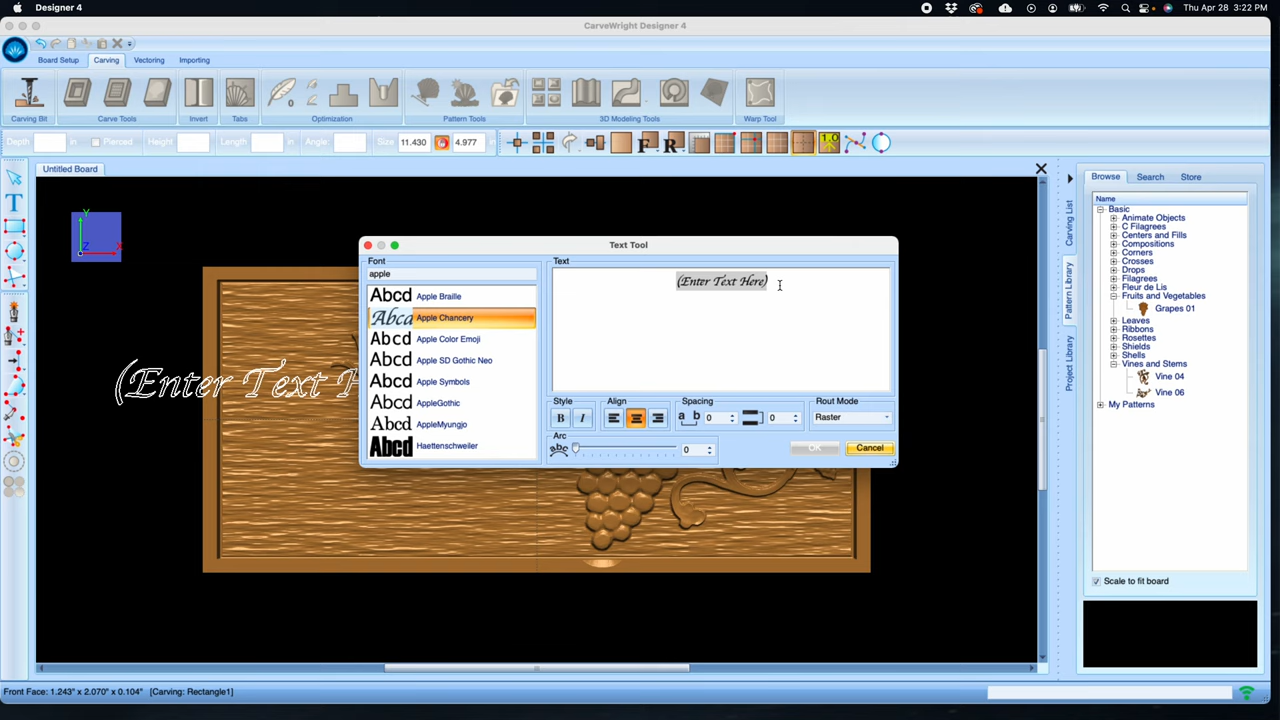 Designer 4
Thu Apr 28 3:22 PM
CarveWright Designer 4
Board Setup Carving Vectoring Importing
Carving Bit Carve Tools Invert Tabs Optimization Pattern Tools 3D Modeling Tools Warp Tool
Depth in Pierced Height in Length in Angle: Size 11.430 4.977 in
Untitled Board
Browse Search Store
Name
Basic
Animate Objects
C Filagrees
Centers and Fills
Compositions
Corners
Crosses
Drops
Filagrees
Fleur de Lis
Fruits and Vegetables
Grapes 01
Leaves
Ribbons
Rosettes
Shields
Shells
Vines and Stems
Vine 04
Vine 06
My Patterns
Scale to fit board
Carving List
Pattern Library
Project Library
Y
Z X
(Enter Text H
Text Tool
Font
apple
Abcd Apple Braille
Abcd Apple Chancery
Abcd Apple Color Emoji
Abcd Apple SD Gothic Neo
Abcd Apple Symbols
Abcd AppleGothic
Abcd AppleMyungjo
Abcd Haettenschweiler
Text
(Enter Text Here)
Style Align Spacing Rout Mode
B I a b 0 0 Raster
Arc
abc 0
OK Cancel
Front Face: 1.243" x 2.070" x 0.104" [Carving: Rectangle1]